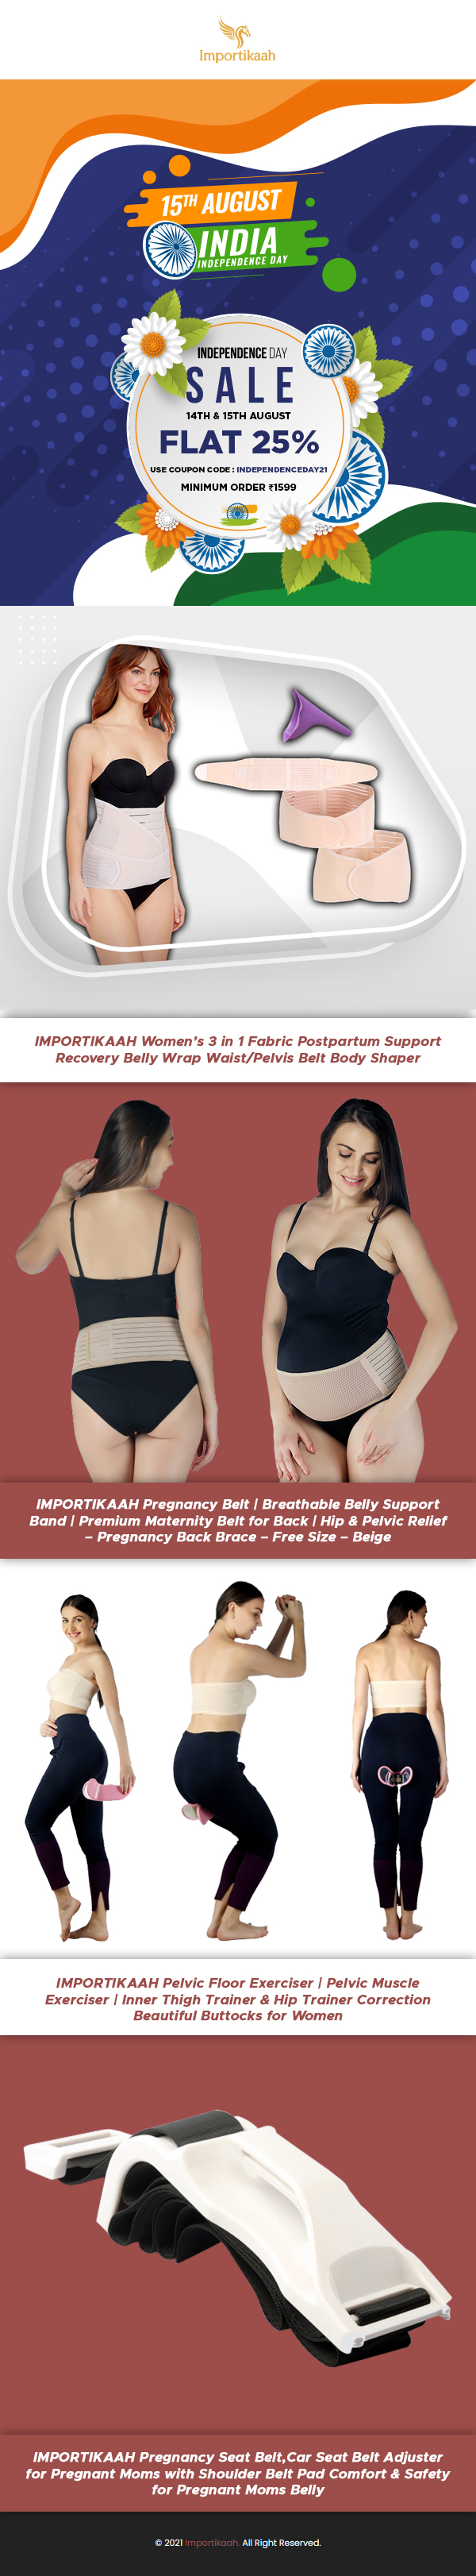 Importikaah
15TH AUGUST
INDIA
INDEPENDENCE DAY
INDEPENDENCE DAY
SALE
14TH & 15TH AUGUST
FLAT 25%
USE COUPON CODE : INDEPENDENCEDAY21
MINIMUM ORDER ₹1599
IMPORTIKAAH Women's 3 in 1 Fabric Postpartum Support
Recovery Belly Wrap Waist/Pelvis Belt Body Shaper
IMPORTIKAAH Pregnancy Belt | Breathable Belly Support
Band | Premium Maternity Belt for Back | Hip & Pelvic Relief
– Pregnancy Back Brace – Free Size – Beige
IMPORTIKAAH Pelvic Floor Exerciser | Pelvic Muscle
Exerciser | Inner Thigh Trainer & Hip Trainer Correction
Beautiful Buttocks for Women
IMPORTIKAAH Pregnancy Seat Belt,Car Seat Belt Adjuster
for Pregnant Moms with Shoulder Belt Pad Comfort & Safety
for Pregnant Moms Belly
© 2021 Importikaah. All Right Reserved.